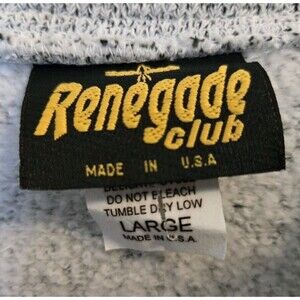 Renegade
club
MADE IN U.S.A
DO NOT BLEACH
TUMBLE DRY LOW
LARGE
MADE IN U.S.A.